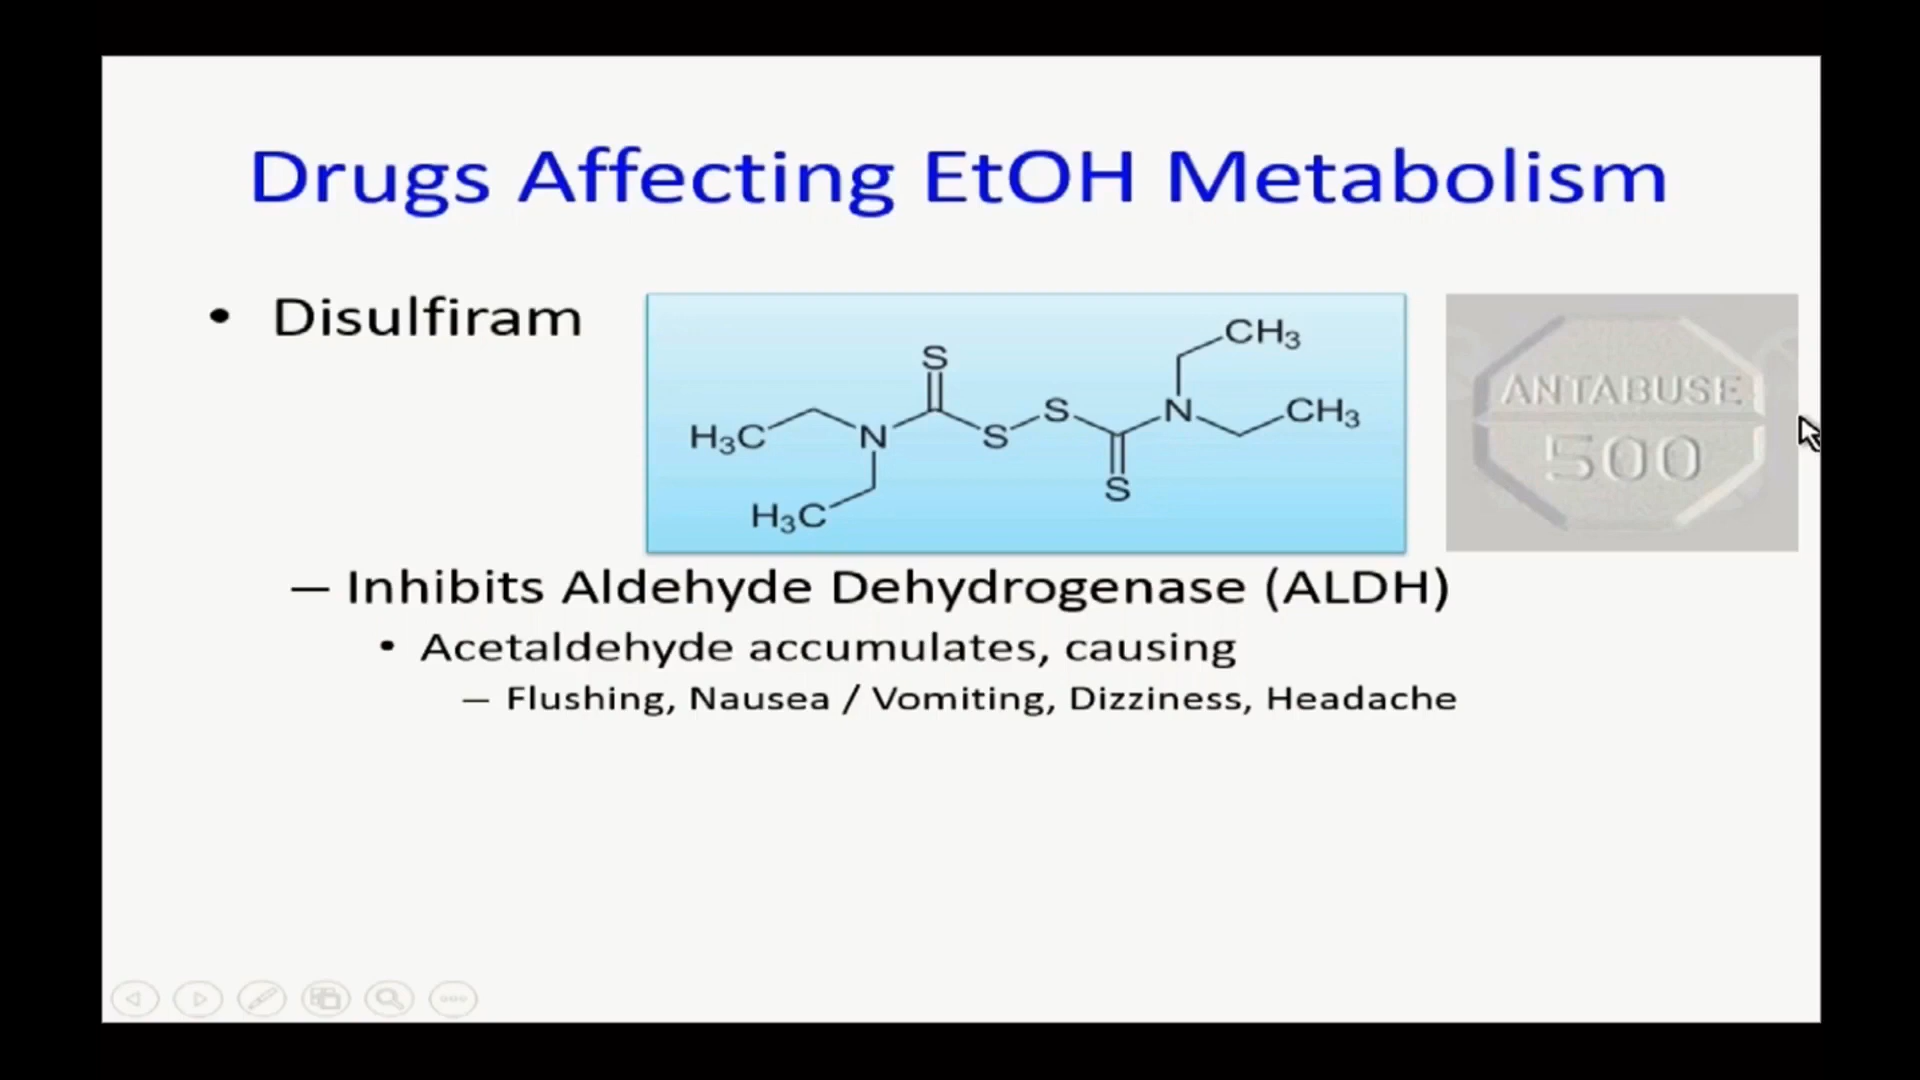 Drugs Affecting EtOH Metabolism
• Disulfiram
CH3
S
S
CH3
N
H3C
N
S
S
H3C
ANTABUSE
500
— Inhibits Aldehyde Dehydrogenase (ALDH)
• Acetaldehyde accumulates, causing
— Flushing, Nausea / Vomiting, Dizziness, Headache